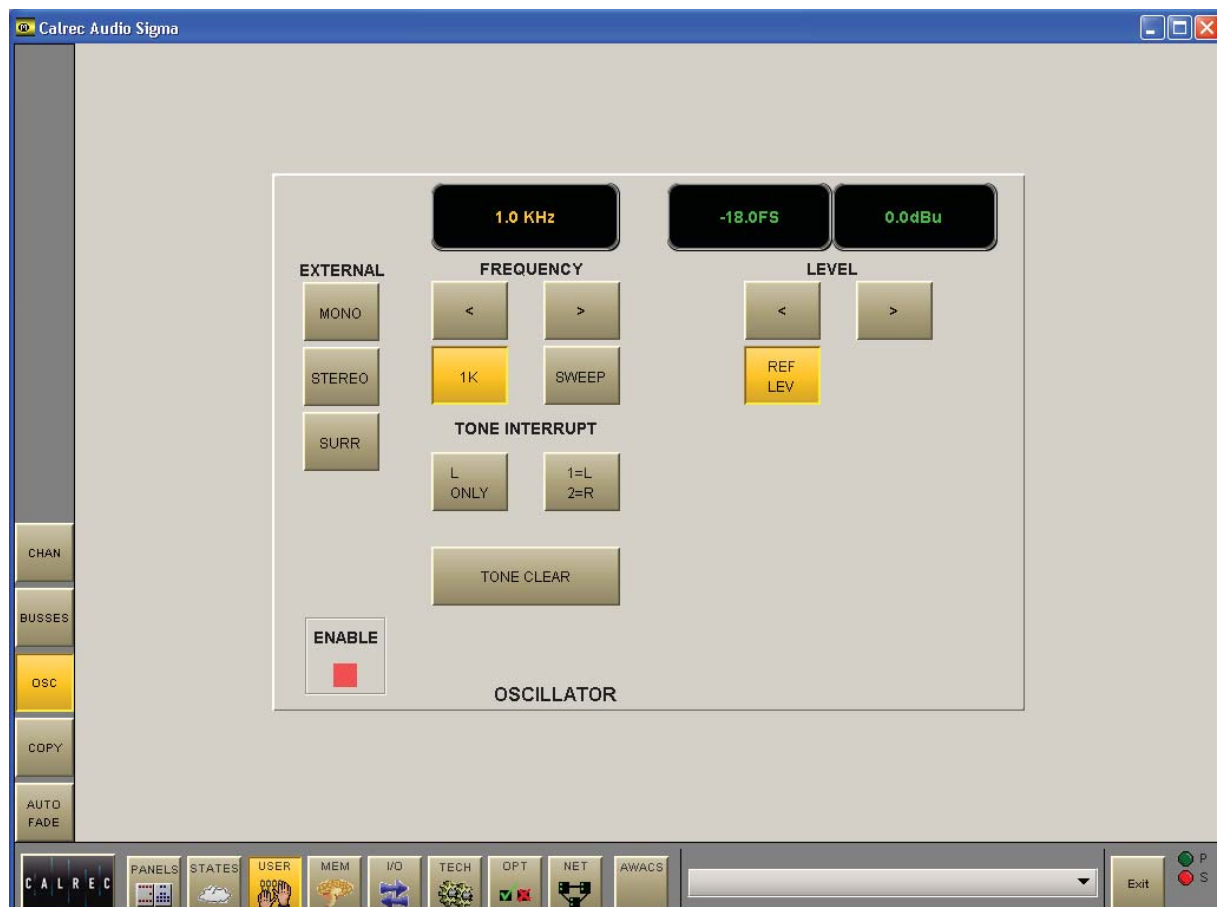 Calrec Audio Sigma
1.0 KHz
-18.0FS
0.0dBu
EXTERNAL
FREQUENCY
LEVEL
MONO
<
>
<
>
STEREO
1K
SWEEP
REF
LEV
SURR
TONE INTERRUPT
L
ONLY
1=L
2=R
TONE CLEAR
ENABLE
OSCILLATOR
CHAN
BUSSES
OSC
COPY
AUTO
FADE
CALREC
PANELS
STATES
USER
MEM
I/O
TECH
OPT
NET
AWACS
Exit
P
S